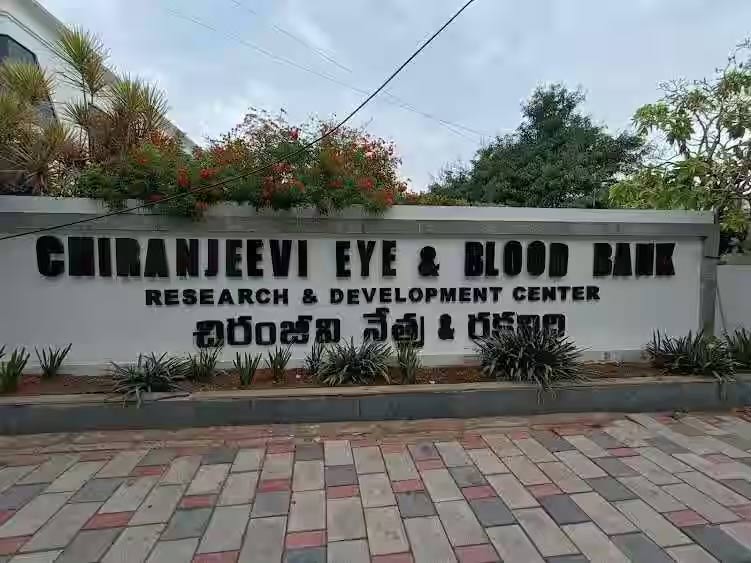 CHIRANJEEVI EYE & BLOOD BANK
RESEARCH & DEVELOPMENT CENTER
చిరంజీవి నేత్ర & రక్తనిధి